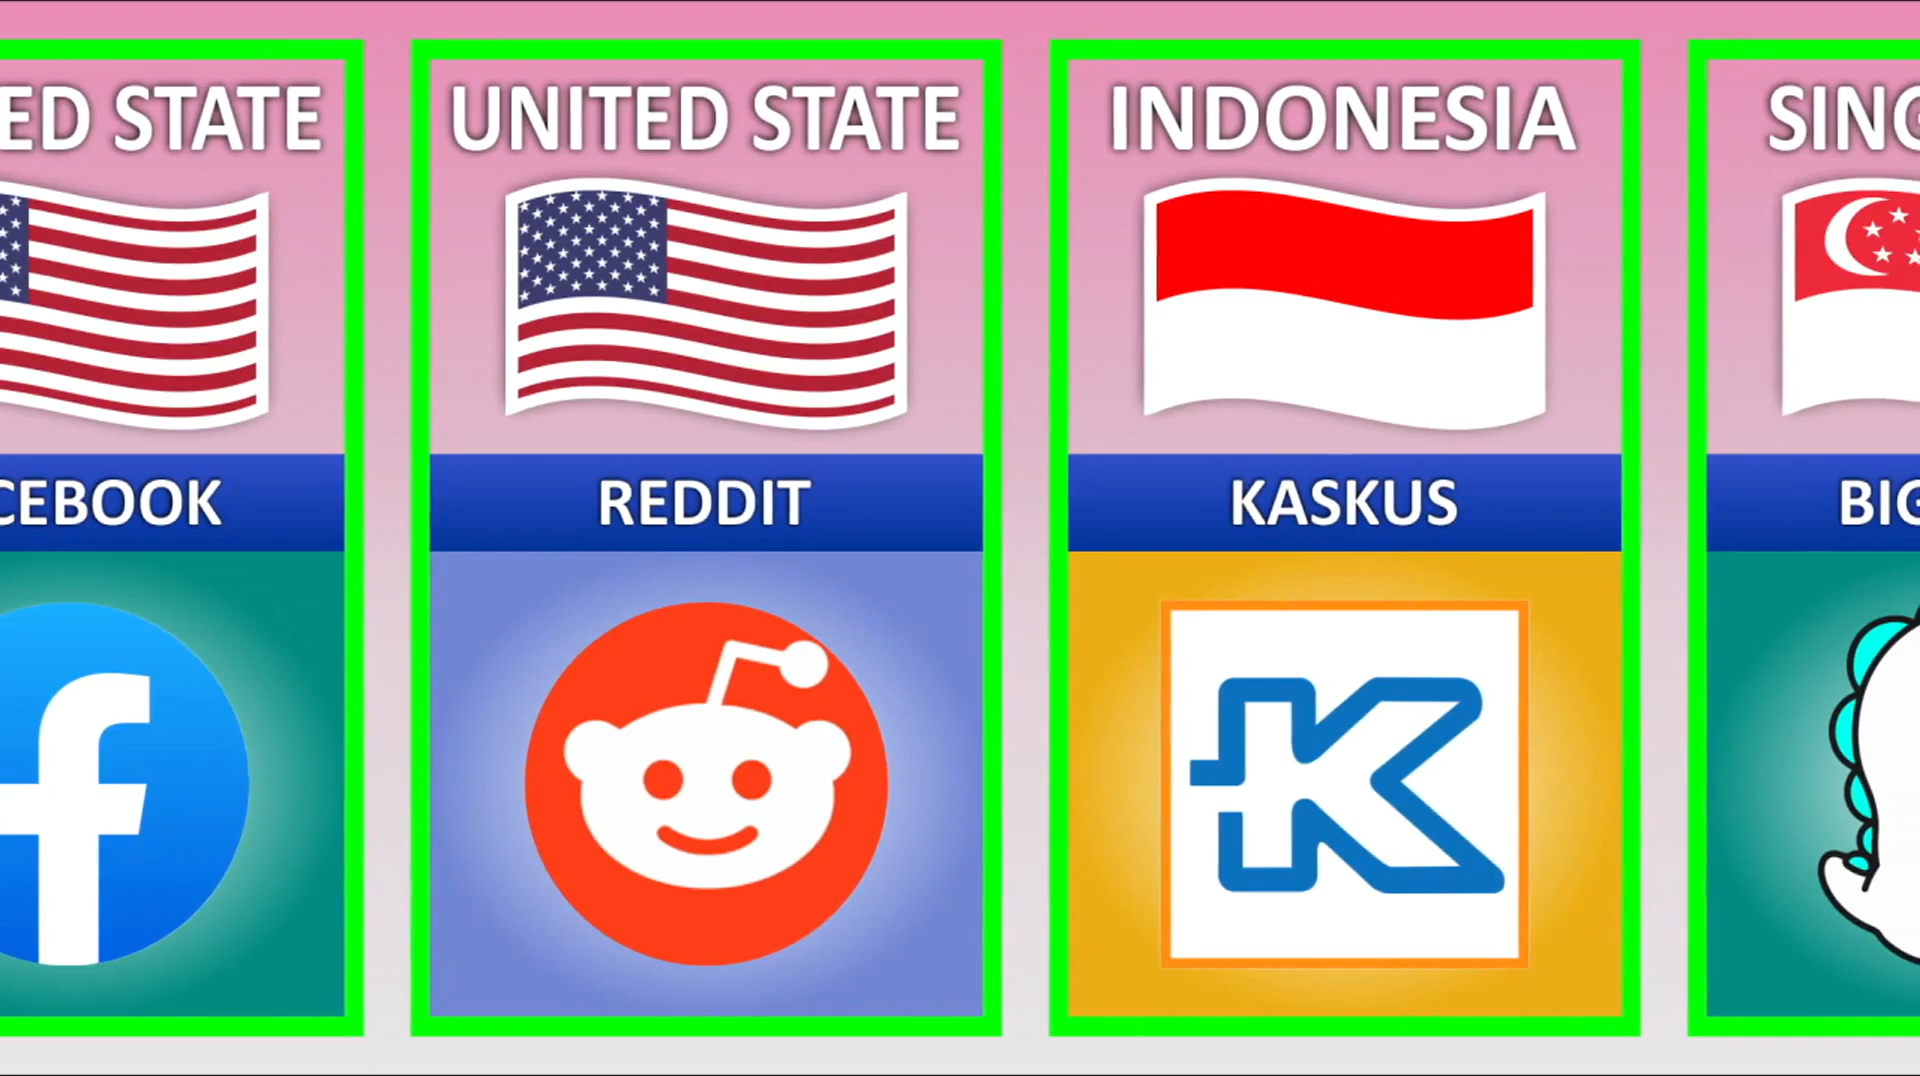 ED STATE
CEBOOK
UNITED STATE
REDDIT
INDONESIA
KASKUS
SING
BIG